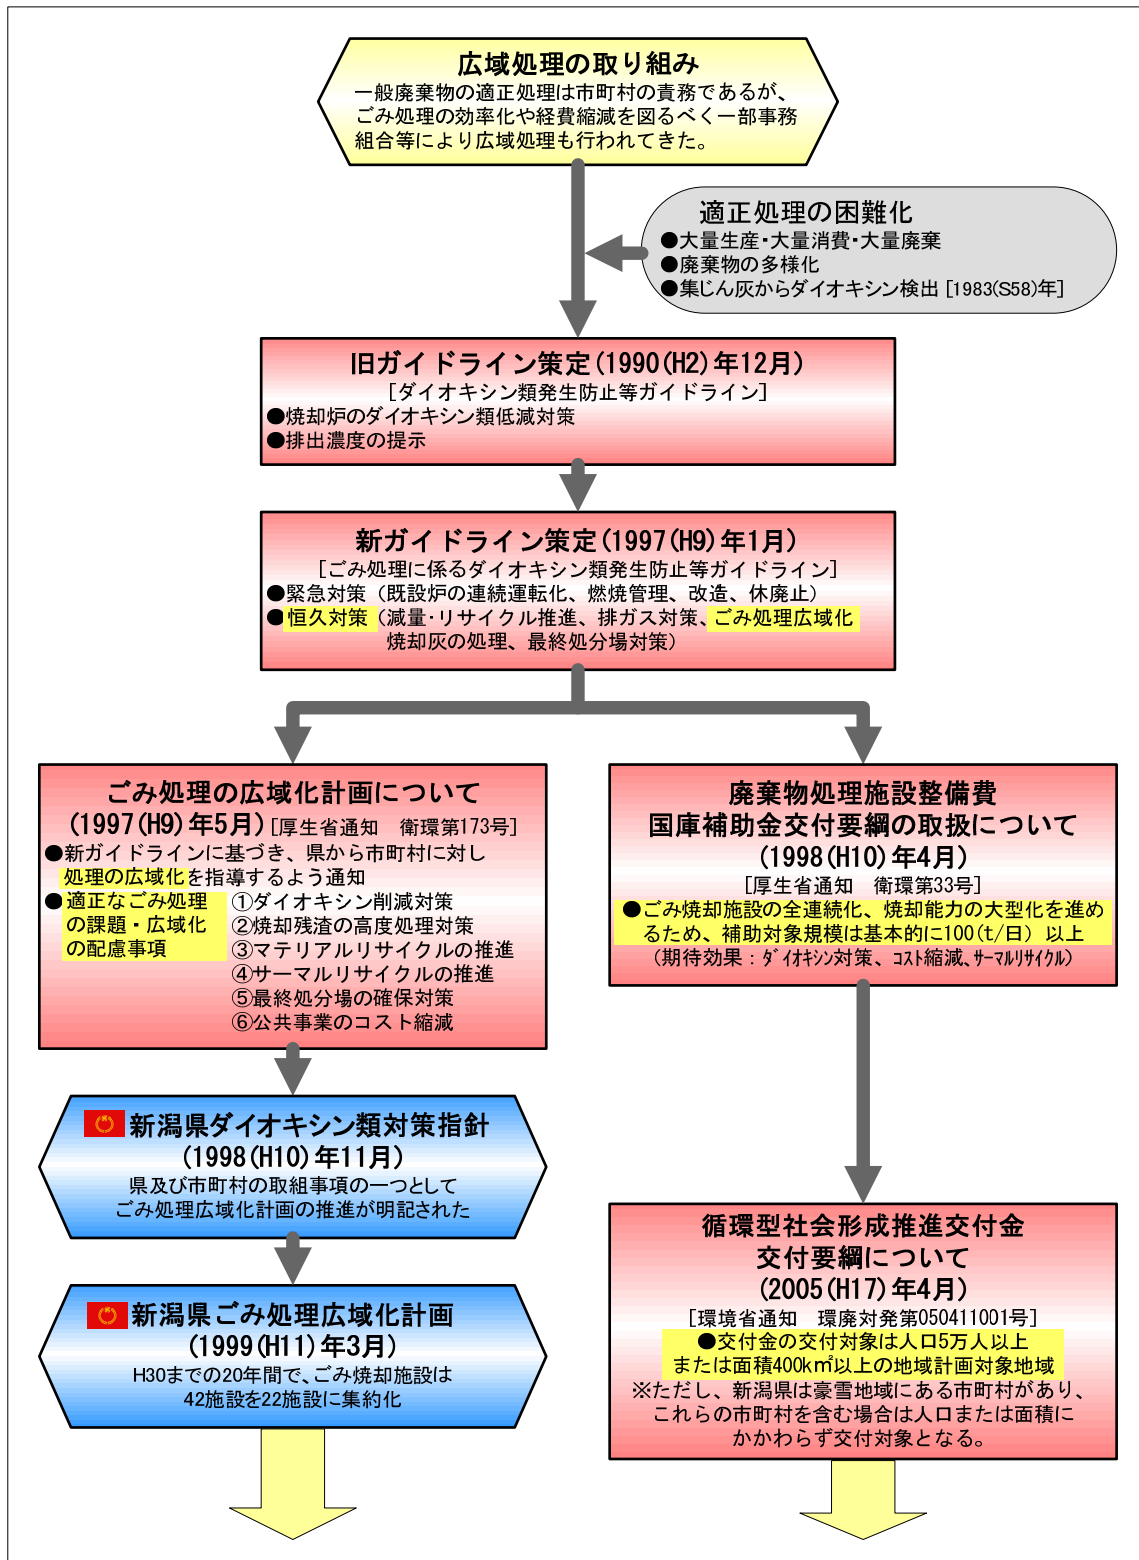 広域処理の取り組み
一般廃棄物の適正処理は市町村の責務であるが、
ごみ処理の効率化や経費縮減を図るべく一部事務
組合等により広域処理も行われてきた。
適正処理の困難化
●大量生産・大量消費・大量廃棄
●廃棄物の多様化
●集じん灰からダイオキシン検出 [1983(S58)年]
旧ガイドライン策定(1990(H2)年12月)
[ダイオキシン類発生防止等ガイドライン]
●焼却炉のダイオキシン類低減対策
●排出濃度の提示
新ガイドライン策定(1997(H9)年1月)
[ごみ処理に係るダイオキシン類発生防止等ガイドライン]
●緊急対策（既設炉の連続運転化、燃焼管理、改造、休廃止）
●恒久対策（減量・リサイクル推進、排ガス対策、ごみ処理広域化
焼却灰の処理、最終処分場対策）
ごみ処理の広域化計画について
(1997(H9)年5月)[厚生省通知　衛環第173号]
●新ガイドラインに基づき、県から市町村に対し
処理の広域化を指導するよう通知
●適正なごみ処理
の課題・広域化
の配慮事項
①ダイオキシン削減対策
②焼却残渣の高度処理対策
③マテリアルリサイクルの推進
④サーマルリサイクルの推進
⑤最終処分場の確保対策
⑥公共事業のコスト縮減
廃棄物処理施設整備費
国庫補助金交付要綱の取扱について
(1998(H10)年4月)
[厚生省通知　衛環第33号]
●ごみ焼却施設の全連続化、焼却能力の大型化を進め
るため、補助対象規模は基本的に100(t/日) 以上
(期待効果：ﾀﾞｲｵｷｼﾝ対策、ｺｽﾄ縮減、ｻｰﾏﾙﾘｻｲｸﾙ)
新潟県ダイオキシン類対策指針
(1998(H10)年11月)
県及び市町村の取組事項の一つとして
ごみ処理広域化計画の推進が明記された
新潟県ごみ処理広域化計画
(1999(H11)年3月)
H30までの20年間で、ごみ焼却施設は
42施設を22施設に集約化
循環型社会形成推進交付金
交付要綱について
(2005(H17)年4月)
[環境省通知　環廃対発第050411001号]
●交付金の交付対象は人口5万人以上
または面積400k㎡以上の地域計画対象地域
※ただし、新潟県は豪雪地域にある市町村があり、
これらの市町村を含む場合は人口または面積に
かかわらず交付対象となる。